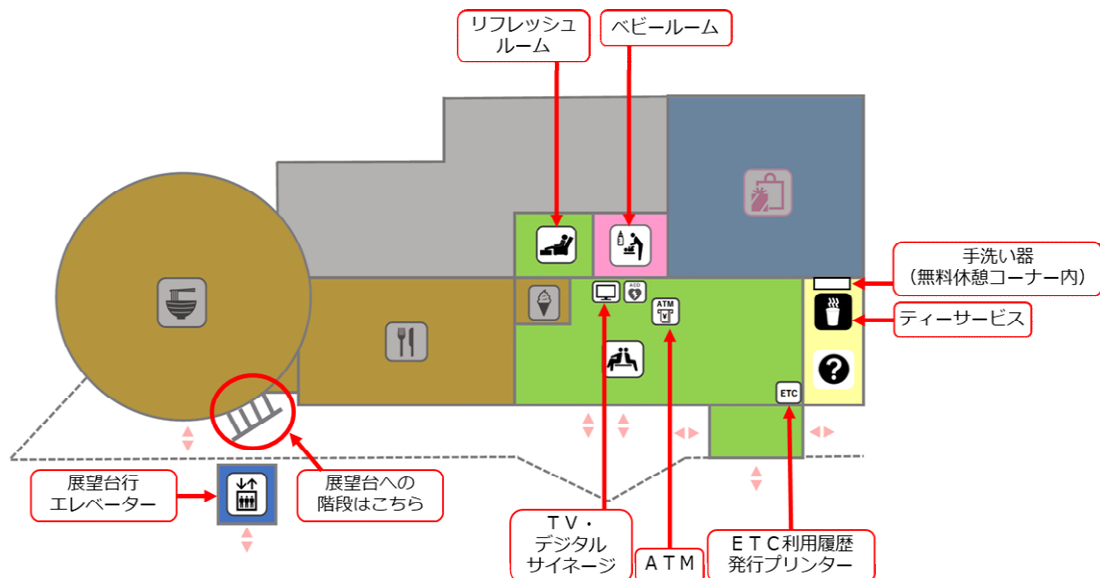 リフレッシュ
ルーム
ベビールーム
手洗い器
（無料休憩コーナー内）
AED
ATM
ティーサービス
?
ETC
展望台行
エレベーター
展望台への
階段はこちら
ＴＶ・
デジタル
サイネージ
ＡＴＭ
ＥＴＣ利用履歴
発行プリンター